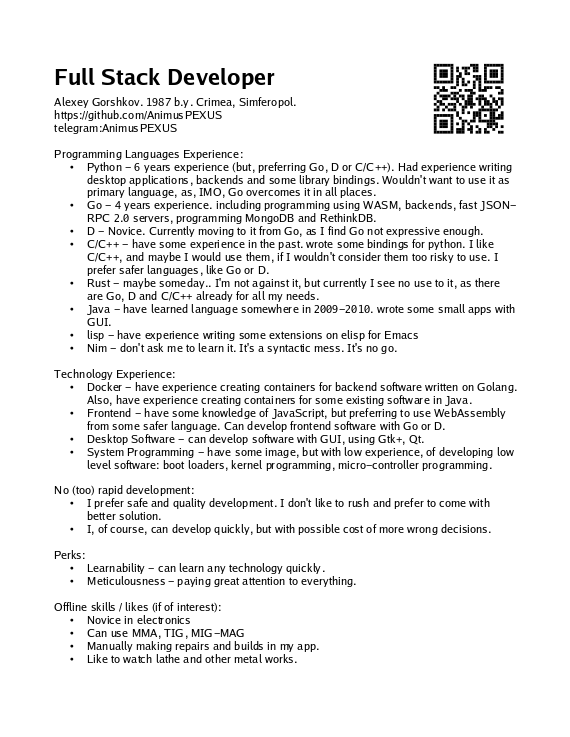 Full Stack Developer
Alexey Gorshkov. 1987 b.y. Crimea, Simferopol.
https://github.com/AnimusPEXUS
telegram:AnimusPEXUS
Programming Languages Experience:
• Python – 6 years experience (but, preferring Go, D or C/C++). Had experience writing
desktop applications, backends and some library bindings. Wouldn't want to use it as
primary language, as, IMO, Go overcomes it in all places.
• Go – 4 years experience. including programming using WASM, backends, fast JSON-
RPC 2.0 servers, programming MongoDB and RethinkDB.
• D – Novice. Currently moving to it from Go, as I find Go not expressive enough.
• C/C++ – have some experience in the past. wrote some bindings for python. I like
C/C++, and maybe I would use them, if I wouldn't consider them too risky to use. I
prefer safer languages, like Go or D.
• Rust – maybe someday.. I'm not against it, but currently I see no use to it, as there
are Go, D and C/C++ already for all my needs.
• Java – have learned language somewhere in 2009-2010. wrote some small apps with
GUI.
• lisp – have experience writing some extensions on elisp for Emacs
• Nim – don't ask me to learn it. It's a syntactic mess. It's no go.
Technology Experience:
• Docker – have experience creating containers for backend software written on Golang.
Also, have experience creating containers for some existing software in Java.
• Frontend – have some knowledge of JavaScript, but preferring to use WebAssembly
from some safer language. Can develop frontend software with Go or D.
• Desktop Software – can develop software with GUI, using Gtk+, Qt.
• System Programming – have some image, but with low experience, of developing low
level software: boot loaders, kernel programming, micro-controller programming.
No (too) rapid development:
• I prefer safe and quality development. I don't like to rush and prefer to come with
better solution.
• I, of course, can develop quickly, but with possible cost of more wrong decisions.
Perks:
• Learnability – can learn any technology quickly.
• Meticulousness – paying great attention to everything.
Offline skills / likes (if of interest):
• Novice in electronics
• Can use MMA, TIG, MIG-MAG
• Manually making repairs and builds in my app.
• Like to watch lathe and other metal works.